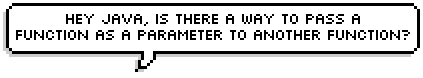 HEY JAVA, IS THERE A WAY TO PASS A
FUNCTION AS A PARAMETER TO ANOTHER FUNCTION?